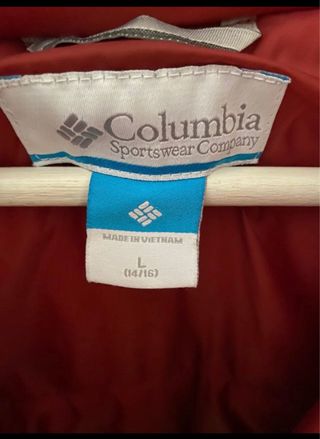 Columbia
Sportswear Company
MADE IN VIETNAM
L
(14/16)